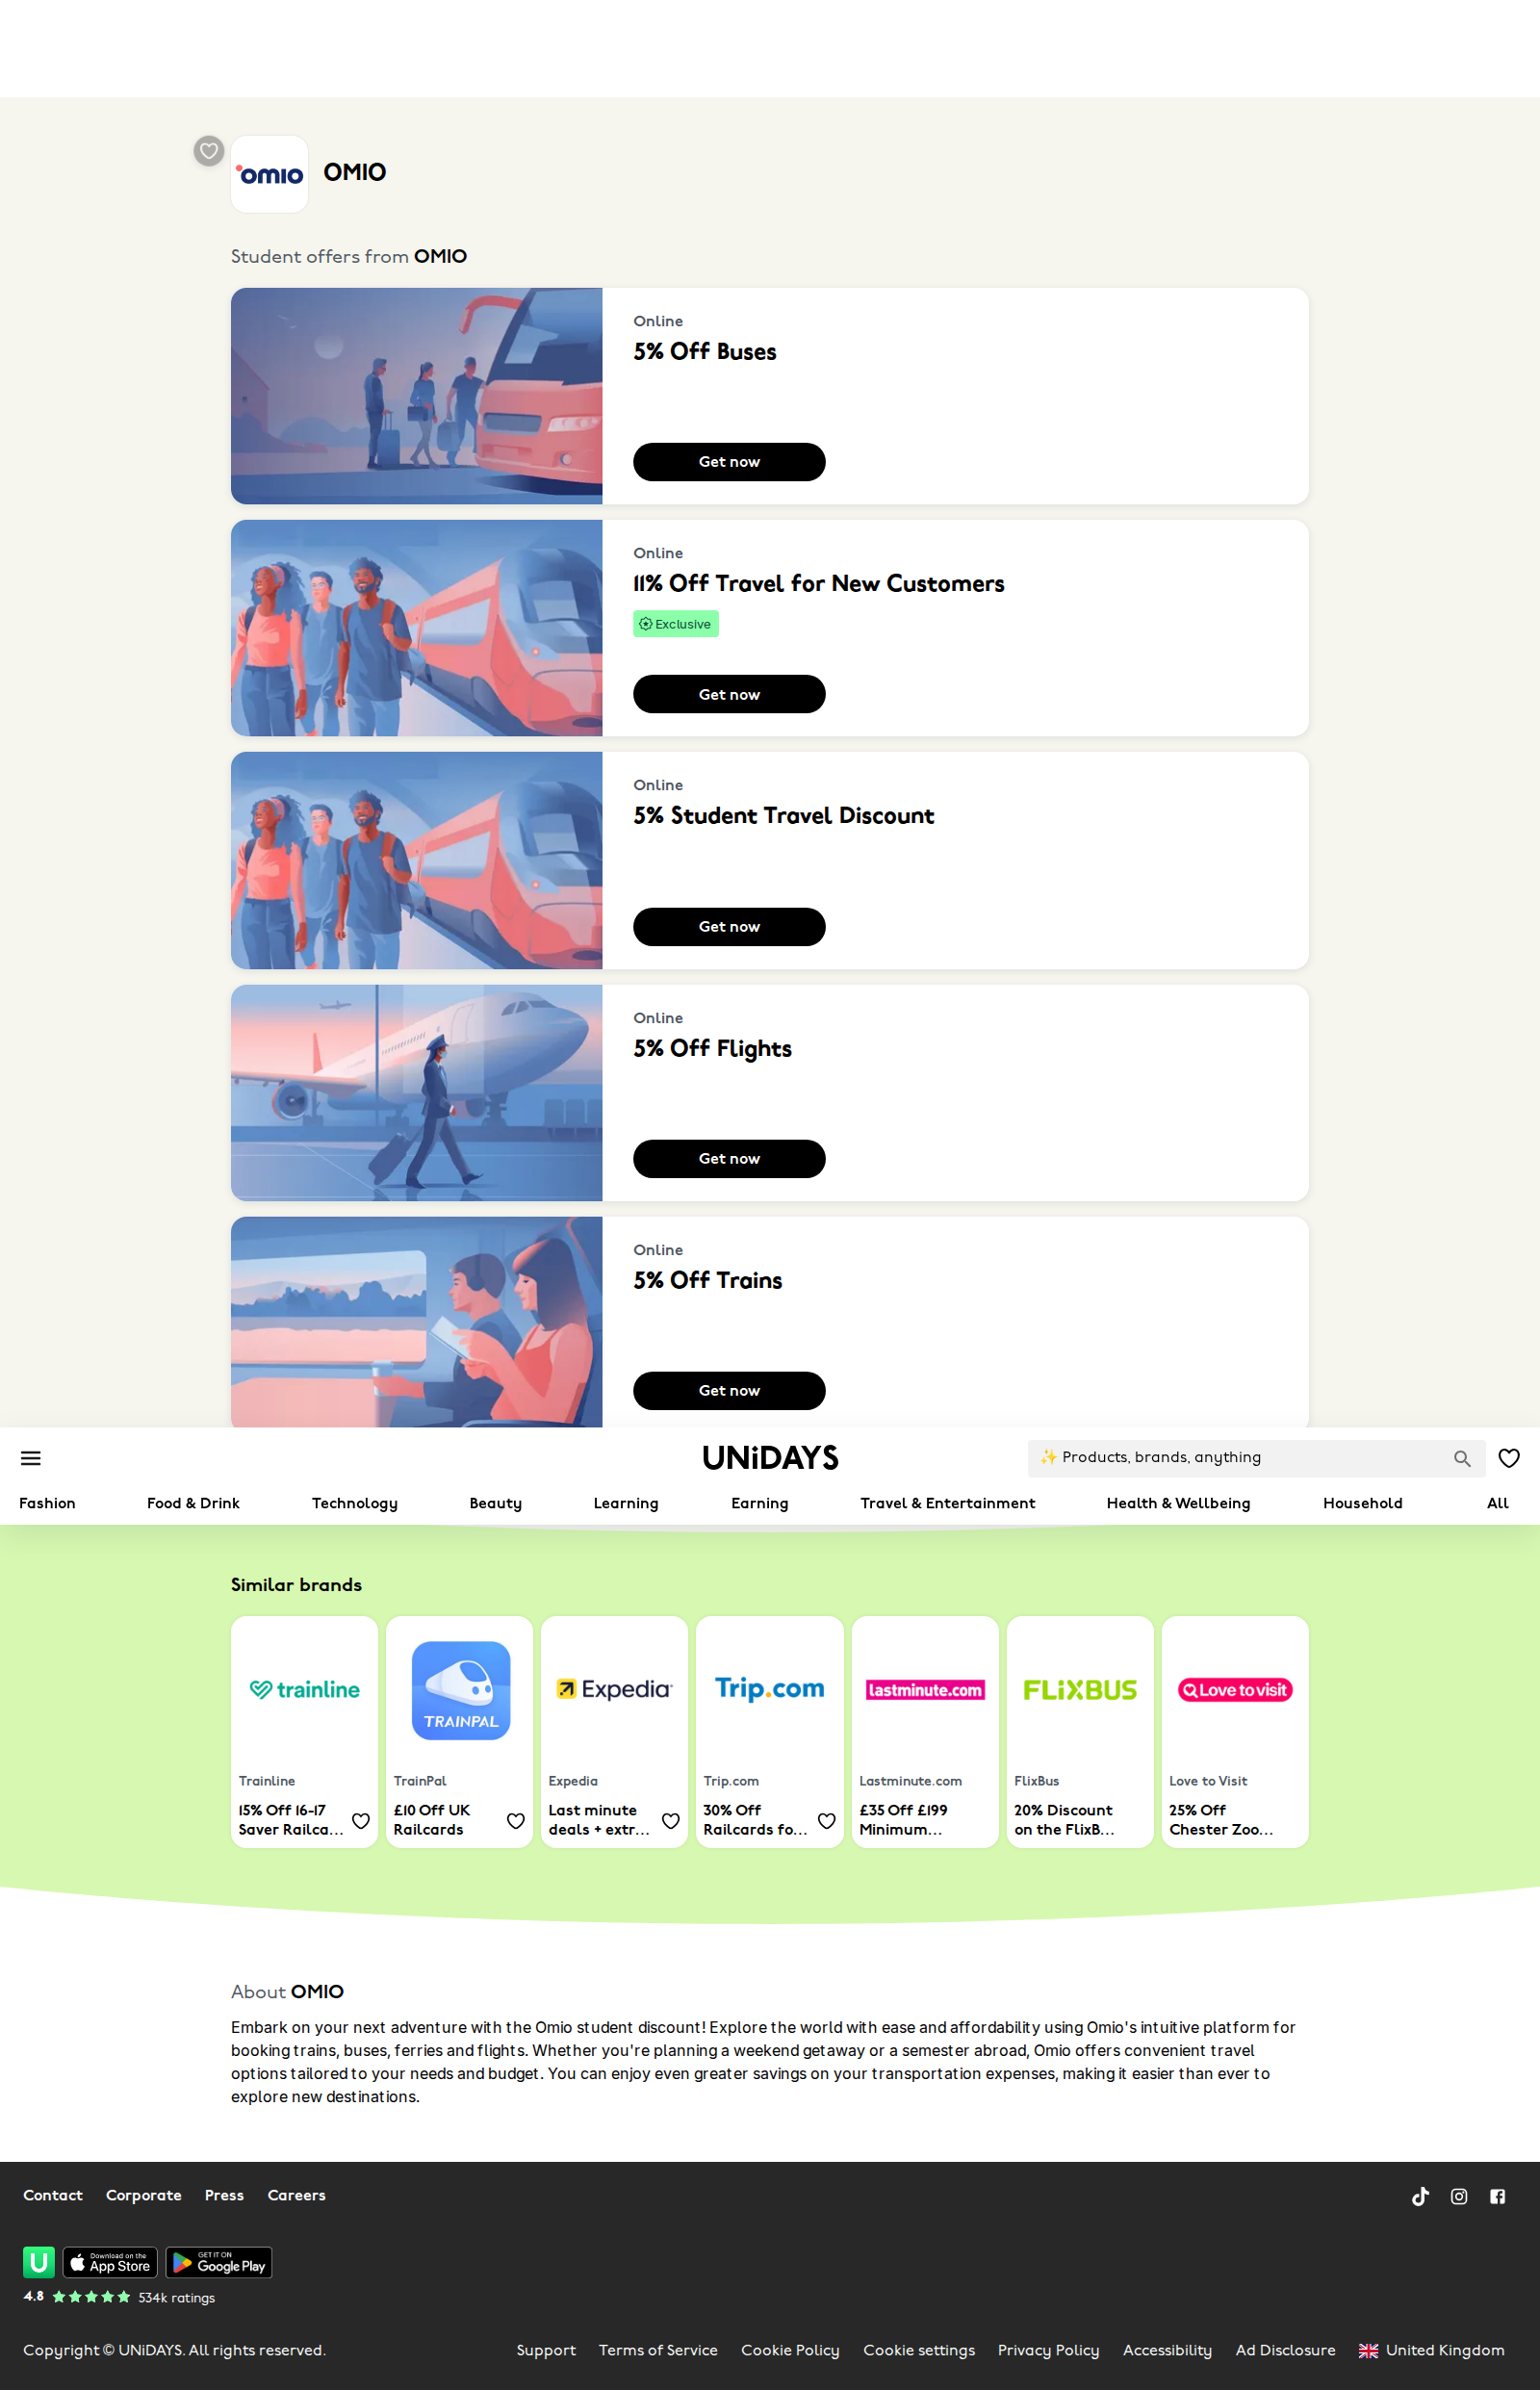 omio
OMIO
Student offers from OMIO
Online
5% Off Buses
Get now
Online
11% Off Travel for New Customers
Exclusive
Get now
Online
5% Student Travel Discount
Get now
Online
5% Off Flights
Get now
Online
5% Off Trains
Get now
UNiDAYS
✨ Products, brands, anything
Fashion
Food & Drink
Technology
Beauty
Learning
Earning
Travel & Entertainment
Health & Wellbeing
Household
All
Similar brands
trainline
Trainline
15% Off 16-17
Saver Railca...
TRAINPAL
TrainPal
£10 Off UK
Railcards
Expedia
Expedia
Last minute
deals + extr...
Trip.com
Trip.com
30% Off
Railcards fo...
lastminute.com
Lastminute.com
£35 Off £199
Minimum...
FLiXBUS
FlixBus
20% Discount
on the FlixB...
Love to visit
Love to Visit
25% Off
Chester Zoo...
About OMIO
Embark on your next adventure with the Omio student discount! Explore the world with ease and affordability using Omio's intuitive platform for
booking trains, buses, ferries and flights. Whether you're planning a weekend getaway or a semester abroad, Omio offers convenient travel
options tailored to your needs and budget. You can enjoy even greater savings on your transportation expenses, making it easier than ever to
explore new destinations.
Contact
Corporate
Press
Careers
U
Download on the
App Store
GET IT ON
Google Play
4.8
534k ratings
Copyright © UNiDAYS. All rights reserved.
Support
Terms of Service
Cookie Policy
Cookie settings
Privacy Policy
Accessibility
Ad Disclosure
United Kingdom